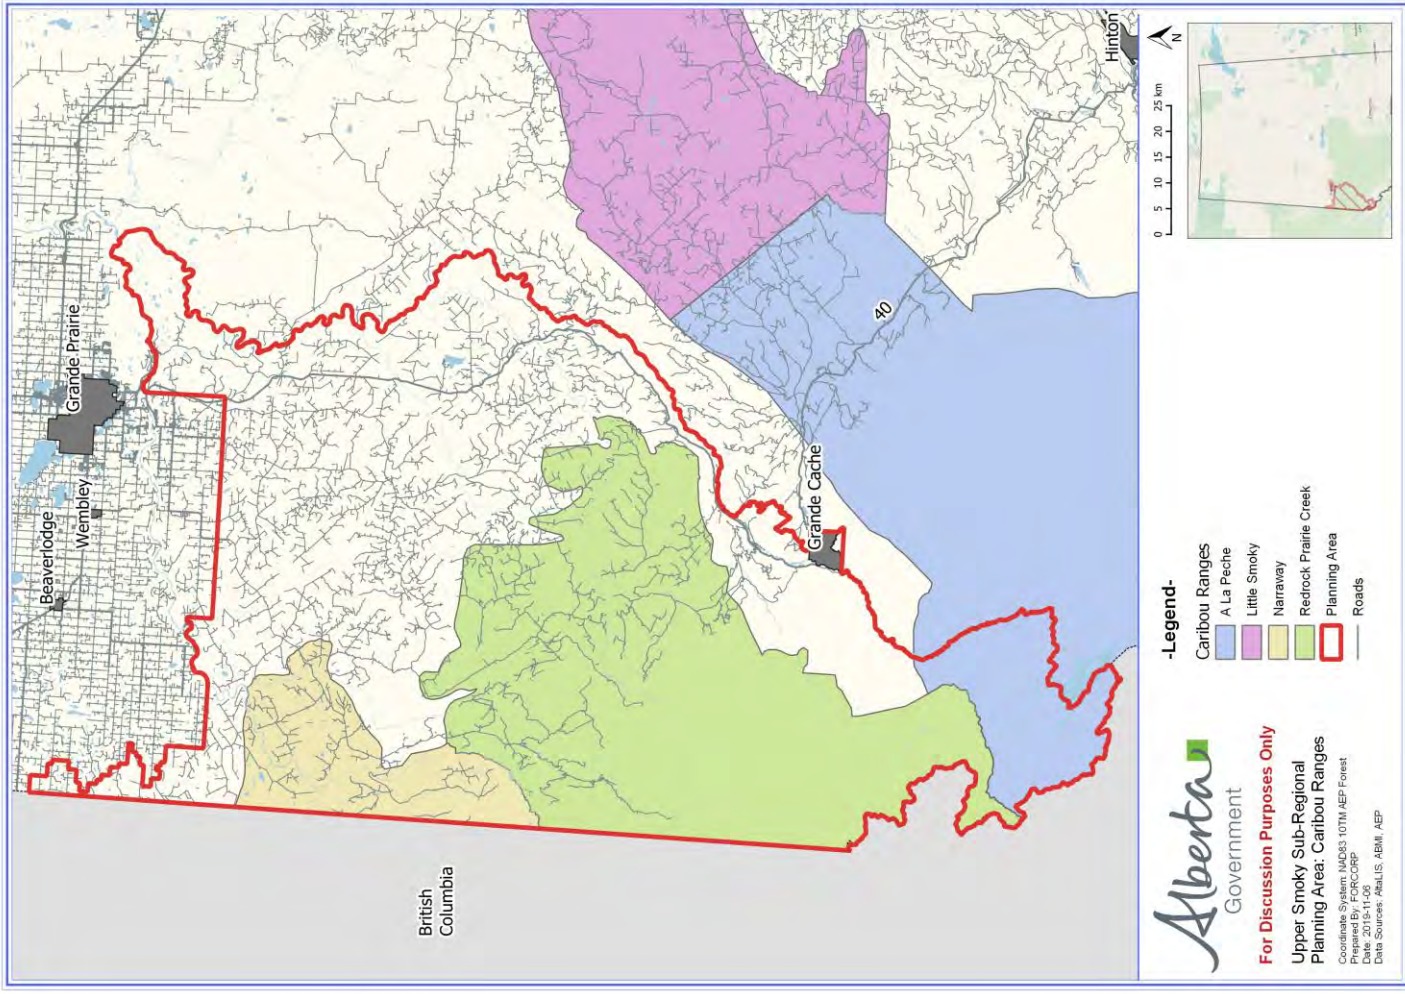 Beaverlodge
Wembley
Grande Prairie
Hinton
40
Grande Cache
British
Columbia
N
0 5 10 15 20 25 km
-Legend-
Caribou Ranges
A La Peche
Little Smoky
Narraway
Redrock Prairie Creek
Planning Area
Roads
Alberta
Government
For Discussion Purposes Only
Upper Smoky Sub-Regional
Planning Area: Caribou Ranges
Coordinate System: NAD83 10TM AEP Forest
Prepared By: FORCORP
Date: 2019-11-06
Data Sources: AltaLIS, ABMI, AEP